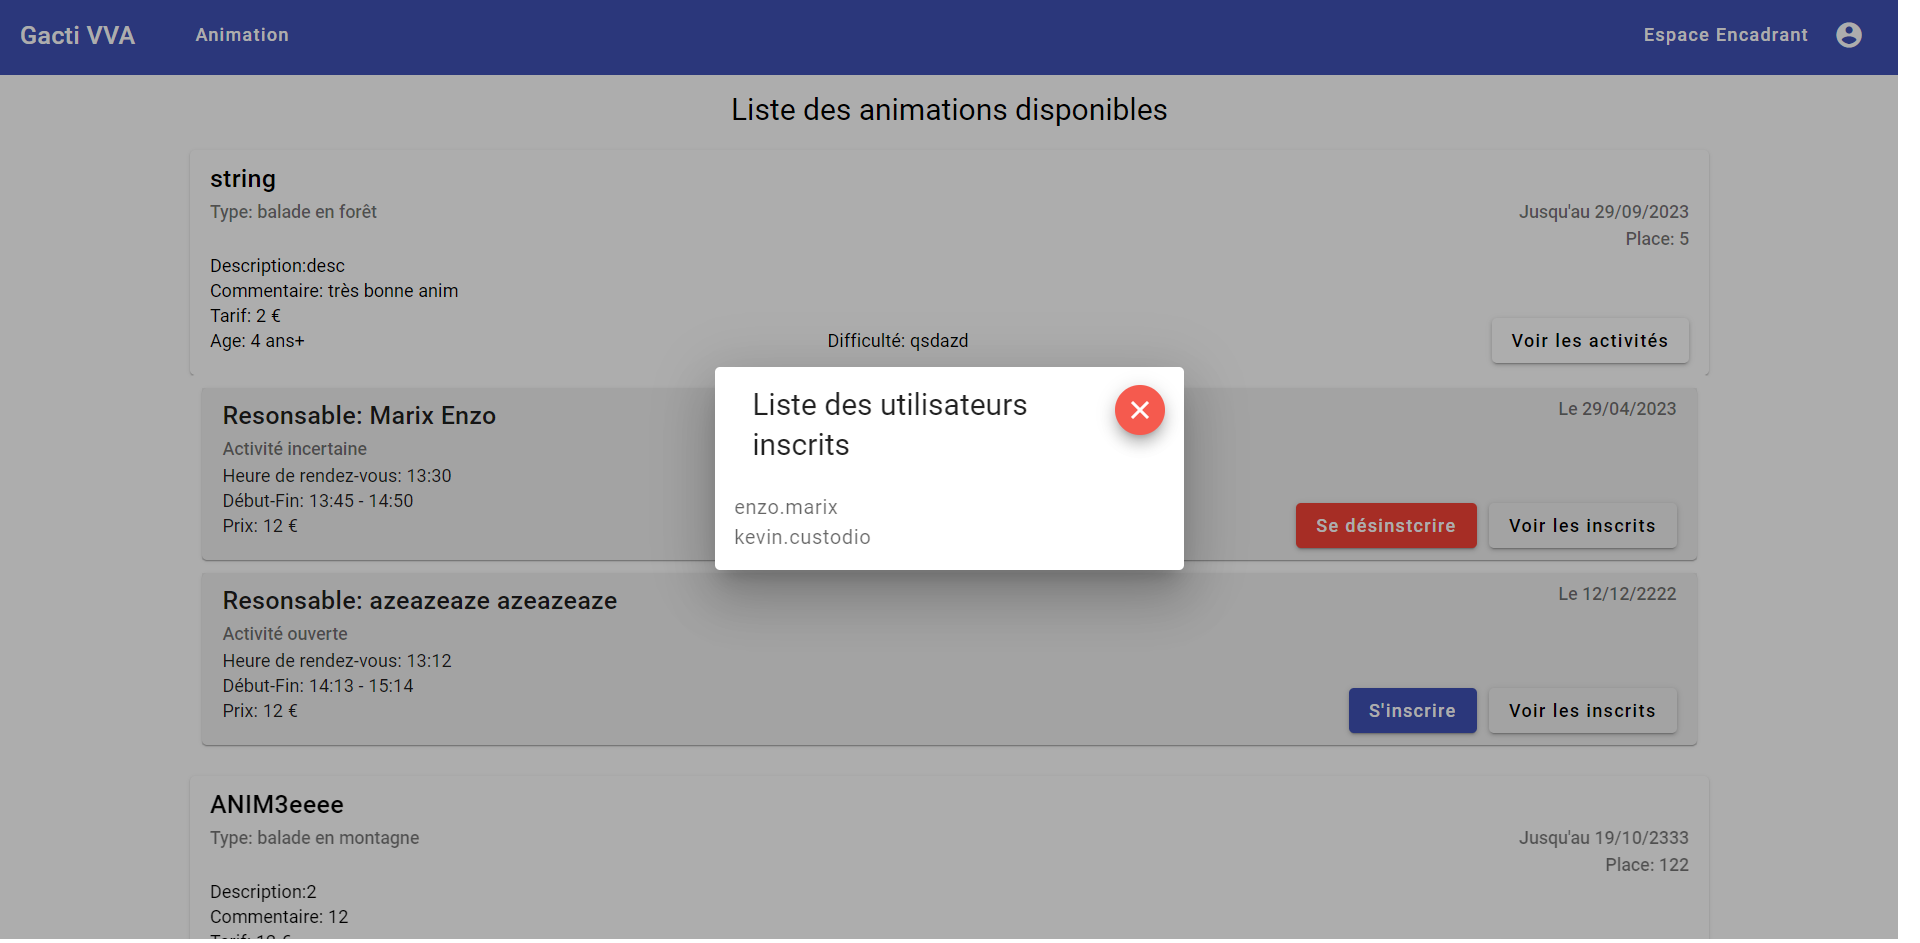 Gacti VVA
Animation
Espace Encadrant
Liste des animations disponibles
string
Type: balade en forêt
Jusqu'au 29/09/2023
Place: 5
Description:desc
Commentaire: très bonne anim
Tarif: 2 €
Age: 4 ans+
Difficulté: qsdazd
Voir les activités
Liste des utilisateurs
inscrits
enzo.marix
kevin.custodio
Resonsable: Marix Enzo
Le 29/04/2023
Activité incertaine
Heure de rendez-vous: 13:30
Début-Fin: 13:45 - 14:50
Prix: 12 €
Se désinstcrire
Voir les inscrits
Resonsable: azeazeaze azeazeaze
Le 12/12/2222
Activité ouverte
Heure de rendez-vous: 13:12
Début-Fin: 14:13 - 15:14
Prix: 12 €
S'inscrire
Voir les inscrits
ANIM3eeee
Type: balade en montagne
Jusqu'au 19/10/2333
Place: 122
Description:2
Commentaire: 12
Tarif: 12 €